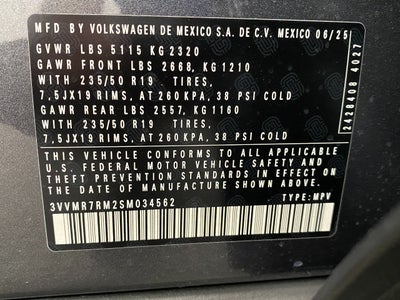 MFD BY VOLKSWAGEN DE MEXICO S.A. DE C.V. MEXICO 06/25
GVWR LBS 5115 KG 2320
GAWR FRONT LBS 2668, KG 1210
WITH 235/50 R19 TIRES,
7,5JX19 RIMS, AT 260 KPA, 38 PSI COLD
GAWR REAR LBS 2557, KG 1160
WITH 235/50 R19 TIRES,
7,5JX19 RIMS, AT 260 KPA, 38 PSI COLD
THIS VEHICLE CONFORMS TO ALL APPLICABLE
U.S. FEDERAL MOTOR VEHICLE SAFETY AND
THEFT PREVENTION STANDARDS IN EFFECT ON
THE DATE OF MANUFACTURE SHOWN ABOVE.
3VVMR7RM2SM034562 TYPE: MPV
2420408 4027